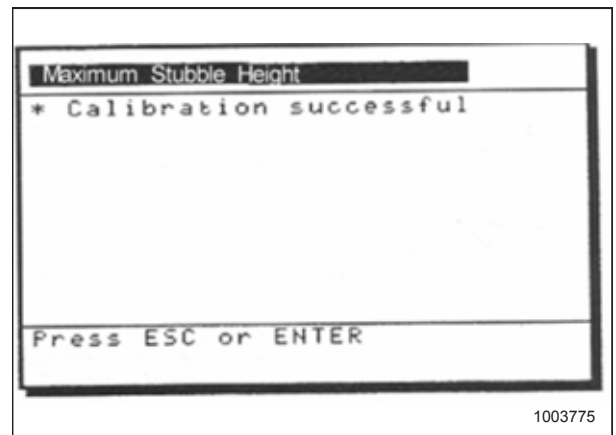 Maximum Stubble Height
* Calibration successful
Press ESC or ENTER
1003775